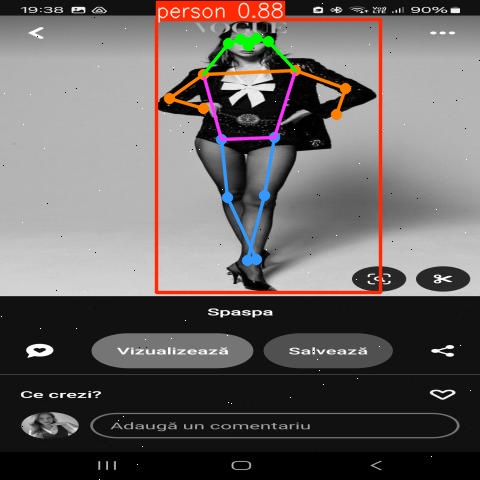 person 0.88
19:38
90%
VOGUE
Spaspa
Vizualizează
Salvează
Ce crezi?
Adaugă un comentariu